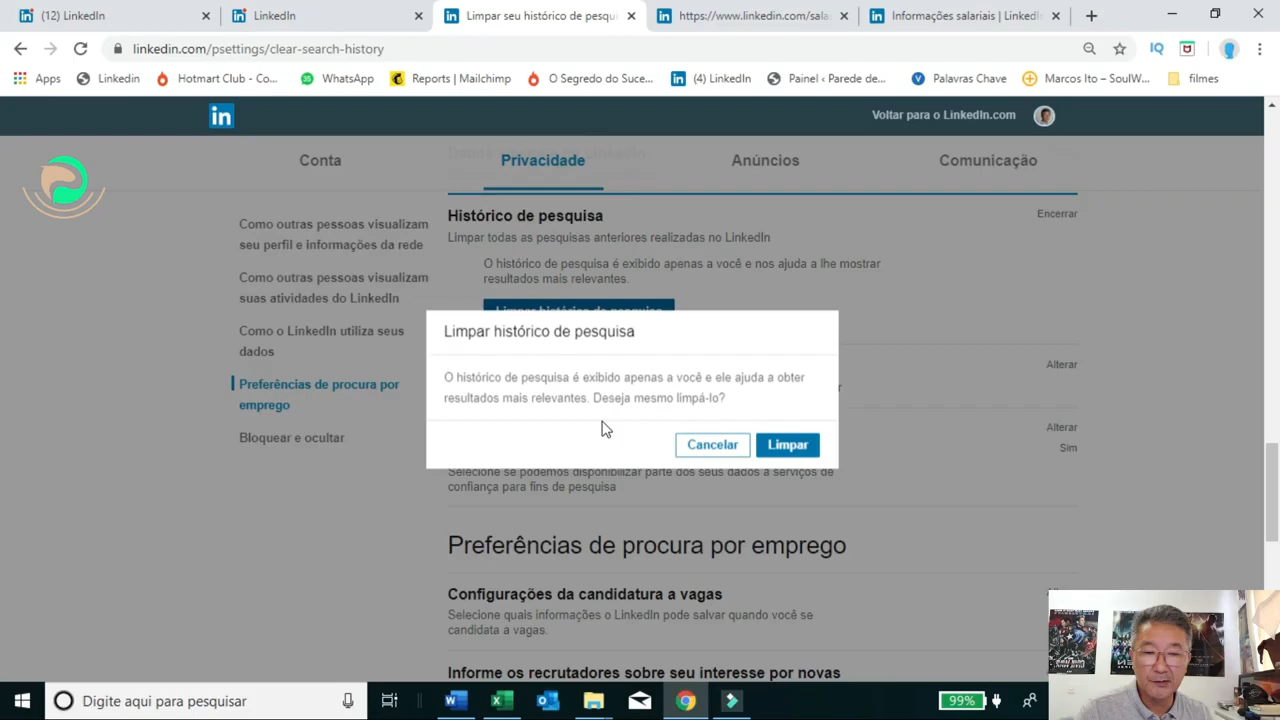 (12) LinkedIn
LinkedIn
Limpar seu histórico de pesqu
https://www.linkedin.com/sala
Informações salariais | LinkedI
linkedin.com/psettings/clear-search-history
IQ
Apps
Linkedin
Hotmart Club - Co...
WhatsApp
Reports | Mailchimp
O Segredo do Suce...
(4) LinkedIn
Painel ‹ Parede de...
Palavras Chave
Marcos Ito – SoulW...
filmes
in
Voltar para o LinkedIn.com
Conta
Privacidade
Anúncios
Comunicação
Como outras pessoas visualizam
seu perfil e informações da rede
Como outras pessoas visualizam
suas atividades do LinkedIn
Como o LinkedIn utiliza seus
dados
Preferências de procura por
emprego
Bloquear e ocultar
Histórico de pesquisa
Encerrar
Limpar todas as pesquisas anteriores realizadas no LinkedIn
O histórico de pesquisa é exibido apenas a você e nos ajuda a lhe mostrar
resultados mais relevantes.
Limpar histórico de pesquisa
Limpar histórico de pesquisa
O histórico de pesquisa é exibido apenas a você e ele ajuda a obter
resultados mais relevantes. Deseja mesmo limpá-lo?
Cancelar
Limpar
Alterar
Alterar
Sim
Selecione se podemos disponibilizar parte dos seus dados a serviços de
confiança para fins de pesquisa
Preferências de procura por emprego
Configurações da candidatura a vagas
Selecione quais informações o LinkedIn pode salvar quando você se
candidata a vagas.
Informe os recrutadores sobre seu interesse por novas
Digite aqui para pesquisar
99%